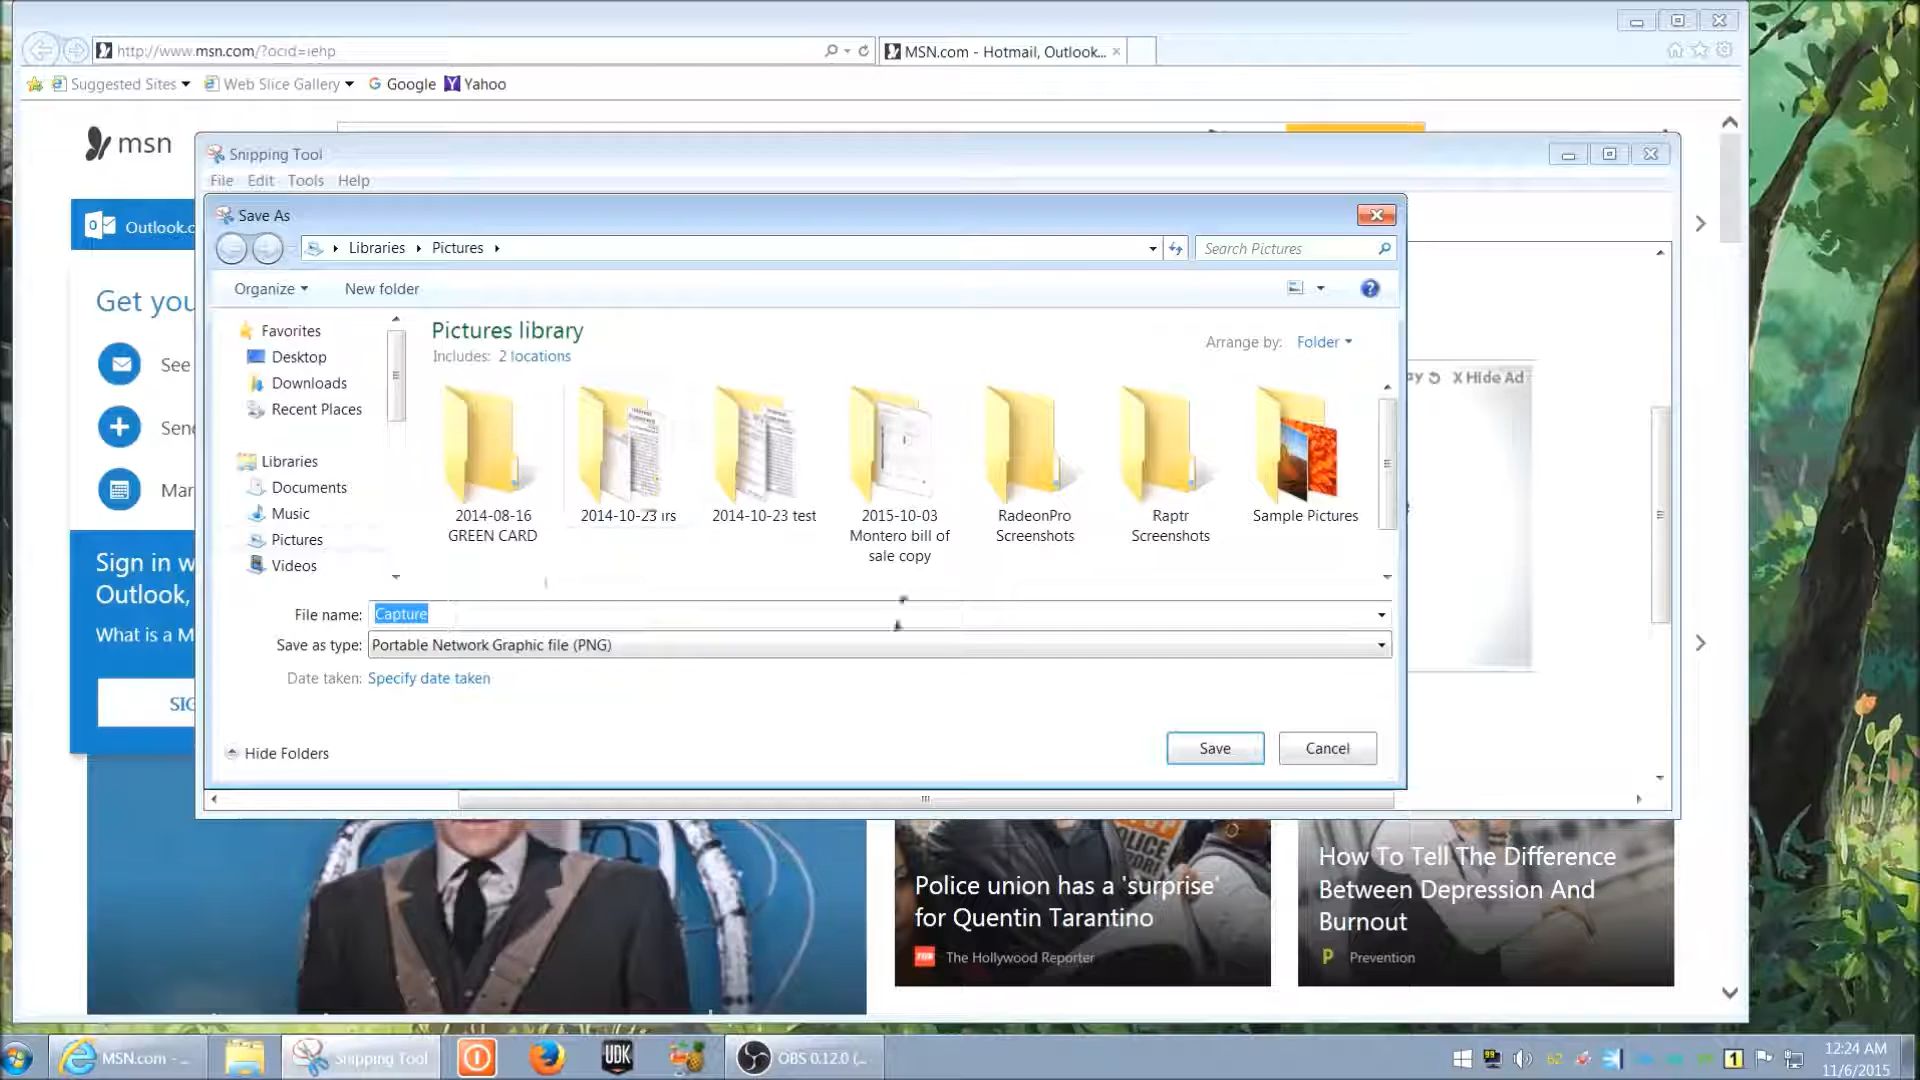 http://www.msn.com/?ocid=iehp
MSN.com - Hotmail, Outlook...
Suggested Sites
Web Slice Gallery
Google
Yahoo
msn
Snipping Tool
File Edit Tools Help
Outlook.c
Save As
Libraries
Pictures
Search Pictures
Organize
New folder
Get you
See
Send
Mar
Favorites
Desktop
Downloads
Recent Places
Libraries
Documents
Music
Pictures
Videos
Pictures library
Includes: 2 locations
Arrange by: Folder
X Hide Ad
2014-08-16
GREEN CARD
2014-10-23 irs
2014-10-23 test
2015-10-03
Montero bill of
sale copy
RadeonPro
Screenshots
Raptr
Screenshots
Sample Pictures
File name: Capture
Save as type: Portable Network Graphic file (PNG)
Date taken: Specify date taken
Sign in w
Outlook,
What is a M
SIG
Hide Folders
Save
Cancel
Police union has a 'surprise'
for Quentin Tarantino
The Hollywood Reporter
How To Tell The Difference
Between Depression And
Burnout
P Prevention
POLICE
MSN.com - ...
Snipping Tool
UDK
OBS 0.12.0 (...
62
1
12:24 AM
11/6/2015